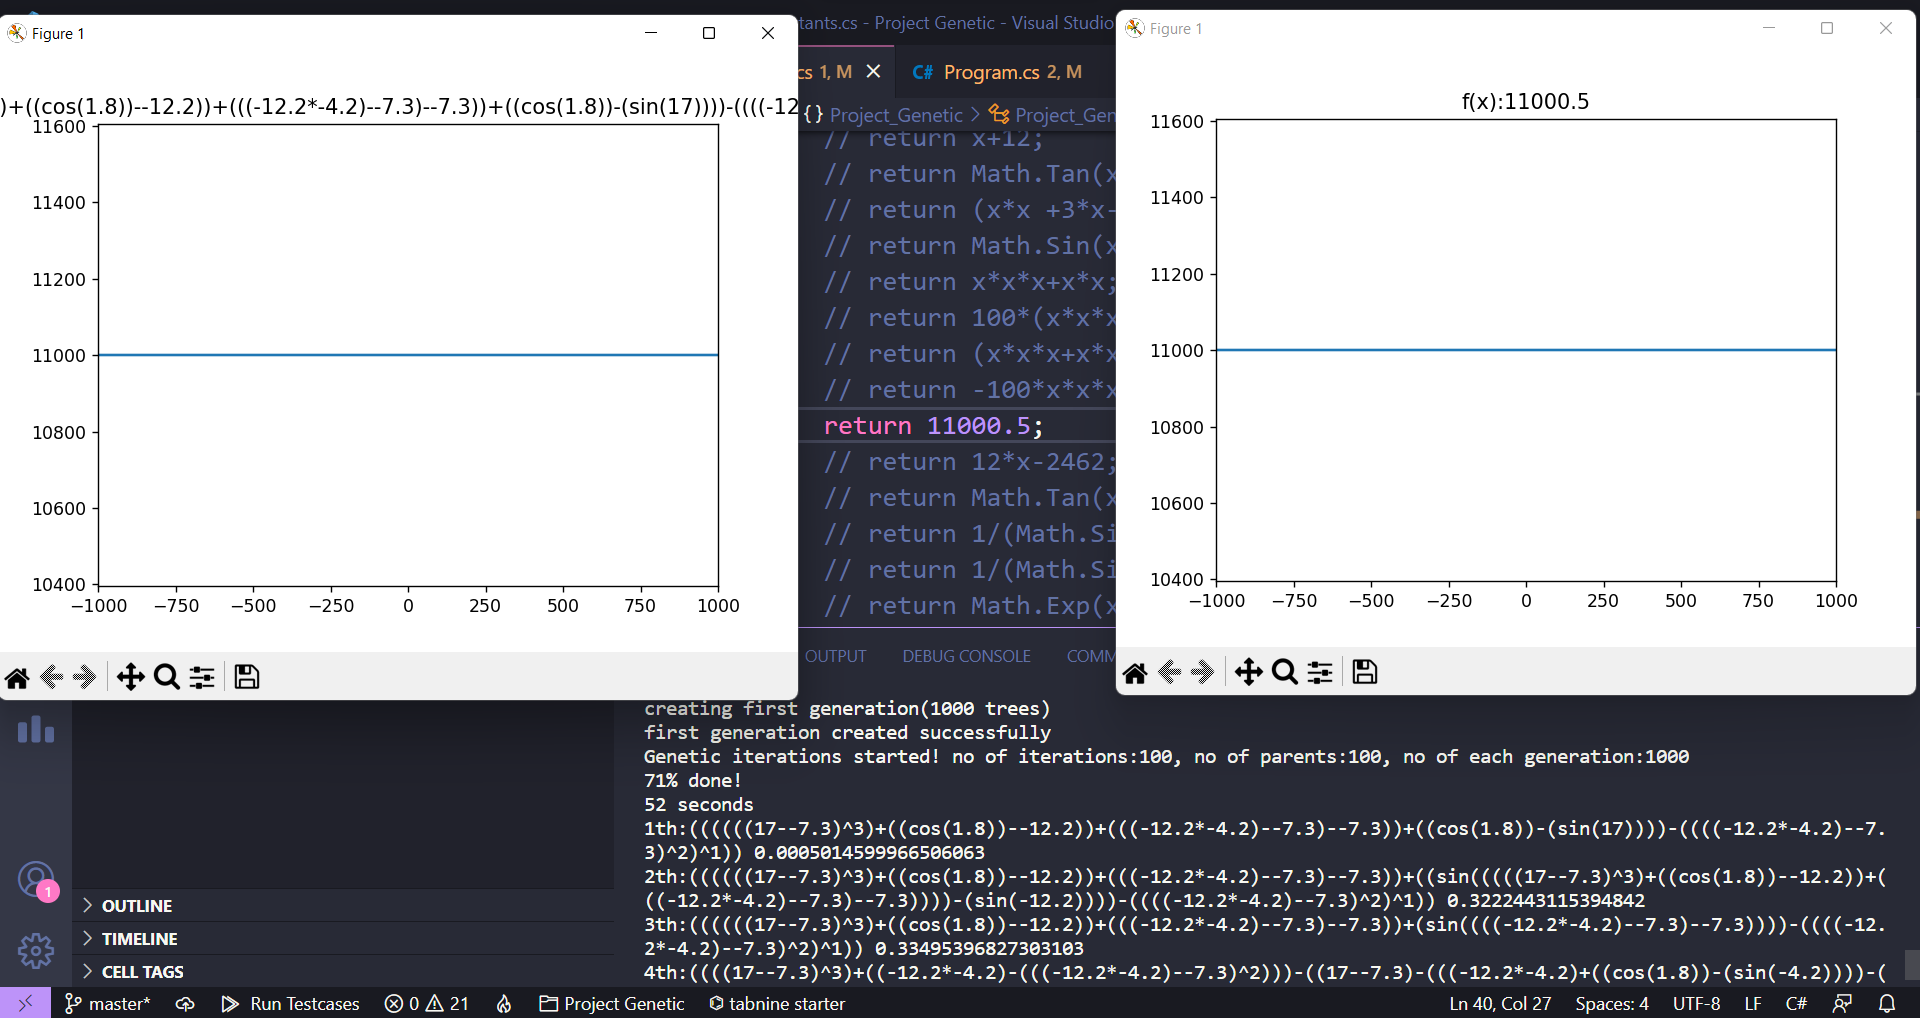 Figure 1
)+((cos(1.8))--12.2))+(((-12.2*-4.2)--7.3)--7.3))+((cos(1.8))-(sin(17))))-((((-12
11600
11400
11200
11000
10800
10600
10400
−1000 −750 −500 −250 0 250 500 750 1000
tants.cs - Project Genetic - Visual Studio
cs 1, M
C# Program.cs 2, M
{} Project_Genetic > Project_Gen
// return x+12;
// return Math.Tan(x
// return (x*x +3*x-
// return Math.Sin(x
// return x*x*x+x*x;
// return 100*(x*x*x
// return (x*x*x+x*x
// return -100*x*x*x
return 11000.5;
// return 12*x-2462;
// return Math.Tan(x
// return 1/(Math.Si
// return 1/(Math.Si
// return Math.Exp(x
Figure 1
f(x):11000.5
11600
11400
11200
11000
10800
10600
10400
−1000 −750 −500 −250 0 250 500 750 1000
OUTPUT DEBUG CONSOLE COMM
creating first generation(1000 trees)
first generation created successfully
Genetic iterations started! no of iterations:100, no of parents:100, no of each generation:1000
71% done!
52 seconds
1th:((((((17--7.3)^3)+((cos(1.8))--12.2))+(((-12.2*-4.2)--7.3)--7.3))+((cos(1.8))-(sin(17))))-((((-12.2*-4.2)--7.
3)^2)^1)) 0.0005014599966506063
2th:((((((17--7.3)^3)+((cos(1.8))--12.2))+(((-12.2*-4.2)--7.3)--7.3))+((sin(((((17--7.3)^3)+((cos(1.8))--12.2))+(
((-12.2*-4.2)--7.3)--7.3))))-(sin(-12.2))))-((((-12.2*-4.2)--7.3)^2)^1)) 0.3222443115394842
3th:((((((17--7.3)^3)+((cos(1.8))--12.2))+(((-12.2*-4.2)--7.3)--7.3))+(sin((((-12.2*-4.2)--7.3)--7.3))))-((((-12.
2*-4.2)--7.3)^2)^1)) 0.33495396827303103
4th:((((17--7.3)^3)+((-12.2*-4.2)-(((-12.2*-4.2)--7.3)^2)))-((17--7.3)-(((-12.2*-4.2)+((cos(1.8))-(sin(-4.2))))-(
1
OUTLINE
TIMELINE
CELL TAGS
master* Run Testcases 0 21 Project Genetic tabnine starter Ln 40, Col 27 Spaces: 4 UTF-8 LF C#